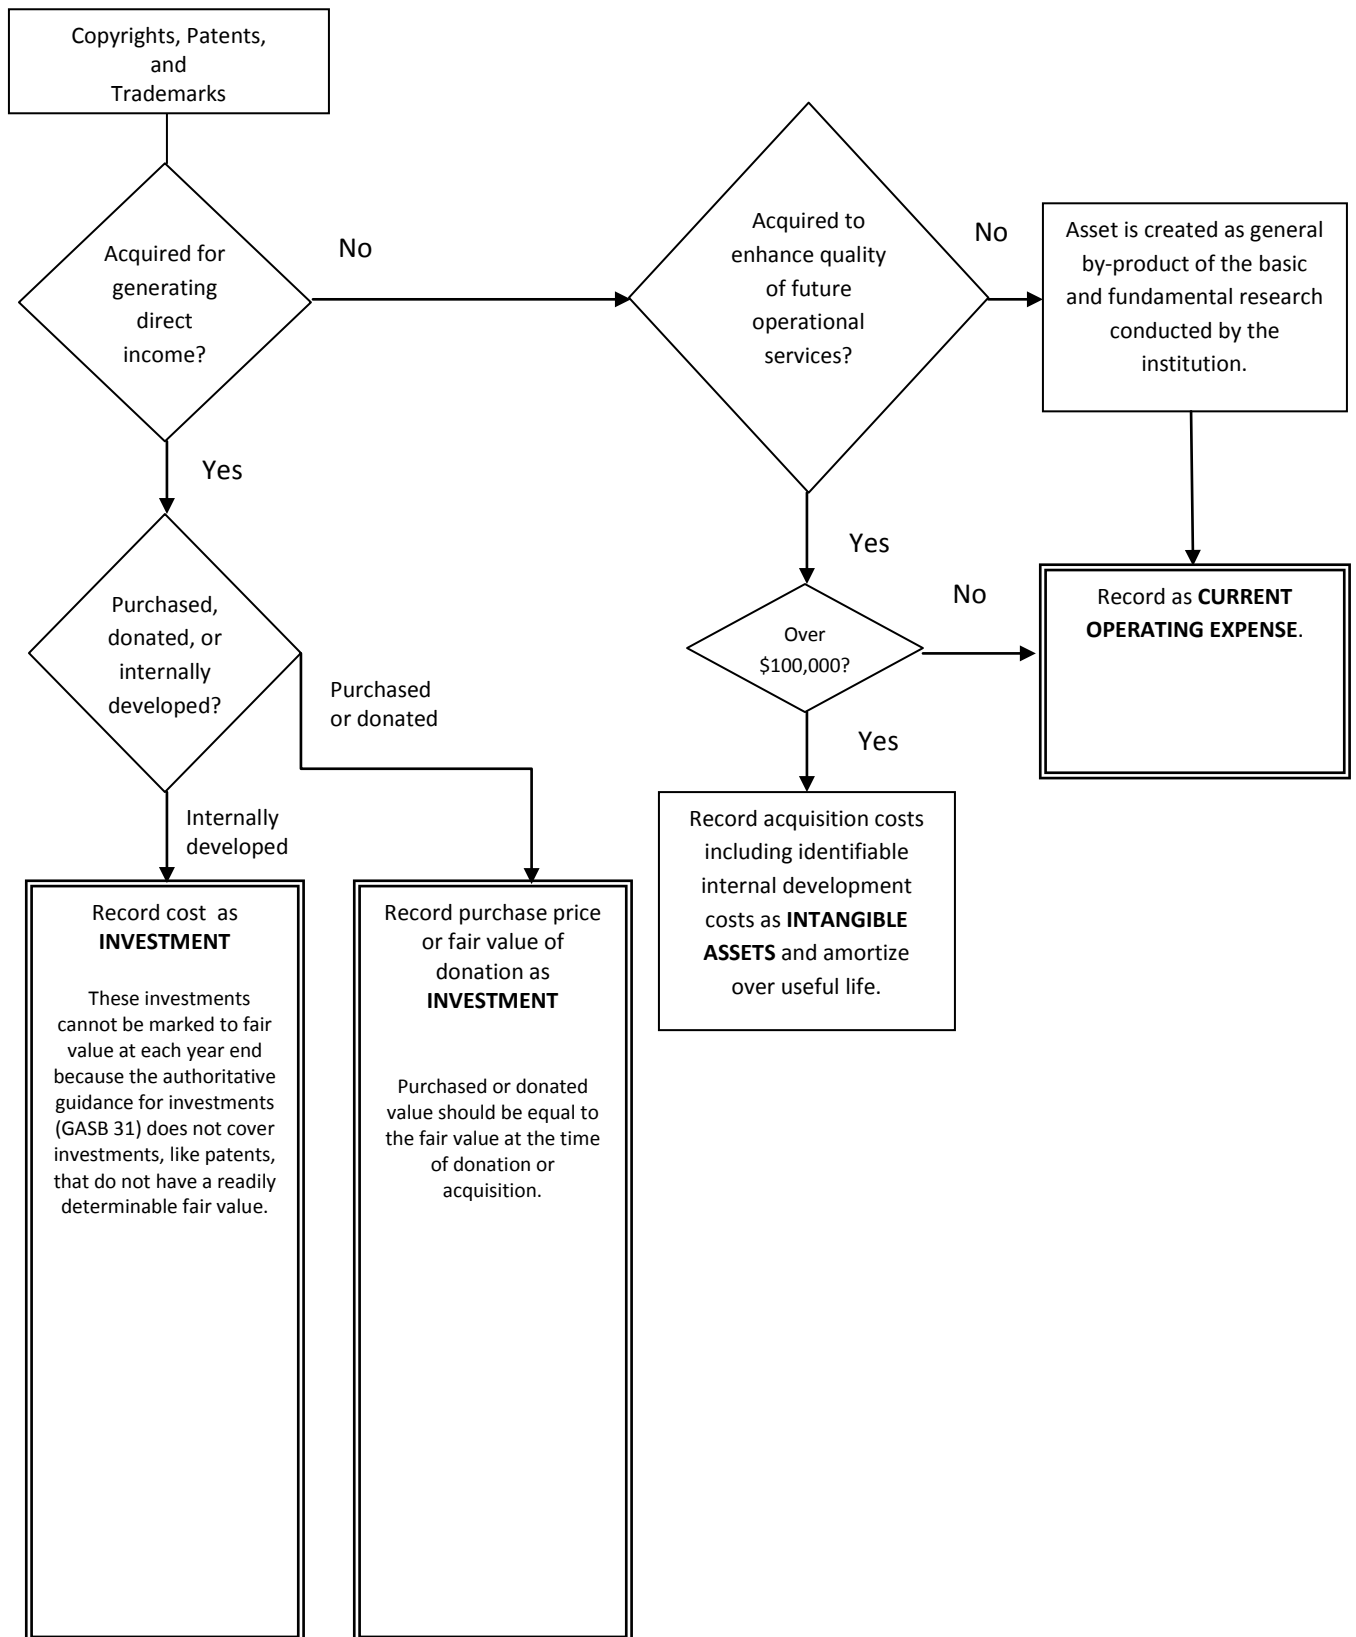 Copyrights, Patents,
and
Trademarks
Acquired for
generating
direct
income?
No
Acquired to
enhance quality
of future
operational
services?
No
Asset is created as general
by-product of the basic
and fundamental research
conducted by the
institution.
Yes
Purchased,
donated, or
internally
developed?
Purchased
or donated
Internally
developed
Yes
Over
$100,000?
No
Record as CURRENT
OPERATING EXPENSE.
Yes
Record acquisition costs
including identifiable
internal development
costs as INTANGIBLE
ASSETS and amortize
over useful life.
Record cost as
INVESTMENT
These investments
cannot be marked to fair
value at each year end
because the authoritative
guidance for investments
(GASB 31) does not cover
investments, like patents,
that do not have a readily
determinable fair value.
Record purchase price
or fair value of
donation as
INVESTMENT
Purchased or donated
value should be equal to
the fair value at the time
of donation or
acquisition.